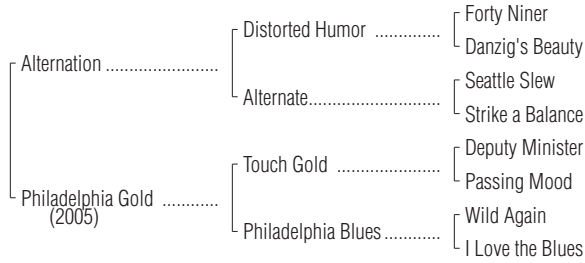 Forty Niner
Distorted Humor .............
Danzig's Beauty
Alternation ......................
Seattle Slew
Alternate..........................
Strike a Balance
Deputy Minister
Touch Gold ....................
Passing Mood
Philadelphia Gold ...........
(2005)
Wild Again
Philadelphia Blues...........
I Love the Blues